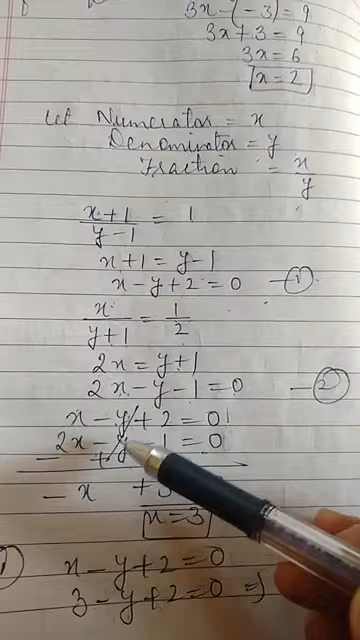 3x - (-3) = 9
3x + 3 = 9
3x = 6
x = 2
let Numerator = x
Denominator = y
Fraction = x/y
x+1/y-1 = 1
x+1 = y-1
x - y + 2 = 0 — ①
x/y+1 = 1/2
2x = y+1
2x - y - 1 = 0 — ②
x - y + 2 = 0
2x - y - 1 = 0
- +
- x + 3
x = 3
x - y + 2 = 0
3 - y + 2 = 0 ⇒